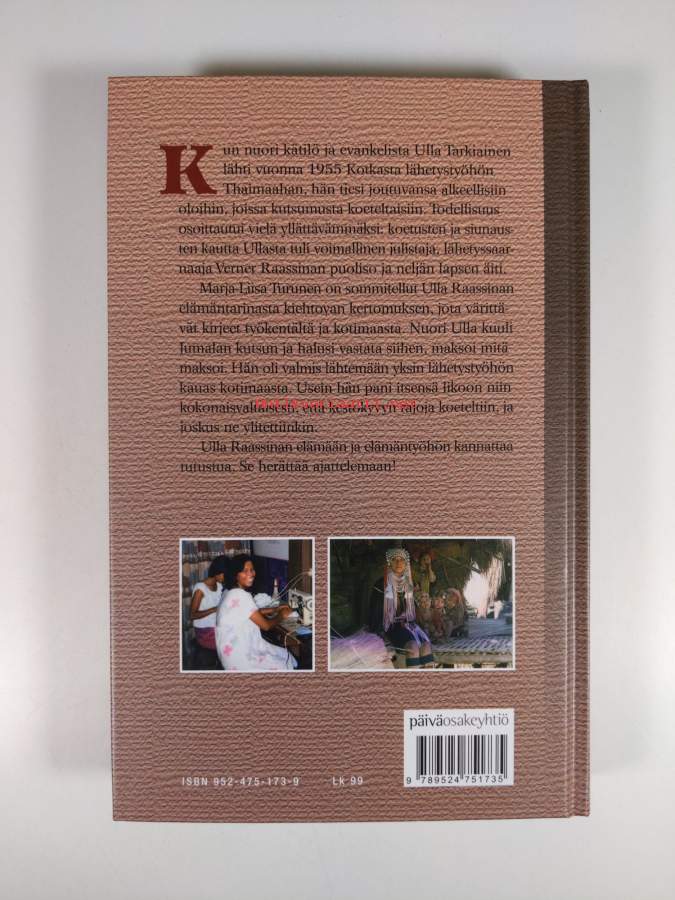 Kun nuori kätilö ja evankelista Ulla Tarkiainen
lähti vuonna 1955 Kotkasta lähetystyöhön
Thaimaahan, hän tiesi joutuvansa alkeellisiin
oloihin, joissa kutsumusta koeteltaisiin. Todellisuus
osoittautui vielä yllättävämmäksi: koetusten ja siunaus-
ten kautta Ullasta tuli voimallinen julistaja, lähetyssaar-
naaja Verner Raassinan puoliso ja neljän lapsen äiti.
Marja-Liisa Turunen on sommitellut Ulla Raassinan
elämäntarinasta kiehtovan kertomuksen, jota värittä-
vät kirjeet työkentältä ja kotimaasta. Nuori Ulla kuuli
Jumalan kutsun ja halusi vastata siihen, maksoi mitä
maksoi. Hän oli valmis lähtemään yksin lähetystyöhön
kauas kotimaasta. Usein hän pani itsensä likoon niin
kokonaisvaltaisesti, että kestokyvyn rajoja koeteltiin, ja
joskus ne ylitettiinkin.
Ulla Raassinan elämään ja elämäntyöhön kannattaa
tutustua. Se herättää ajattelemaan!
päiväosakeyhtiö
ISBN 952-475-173-9 Lk 99
9 789524 751735